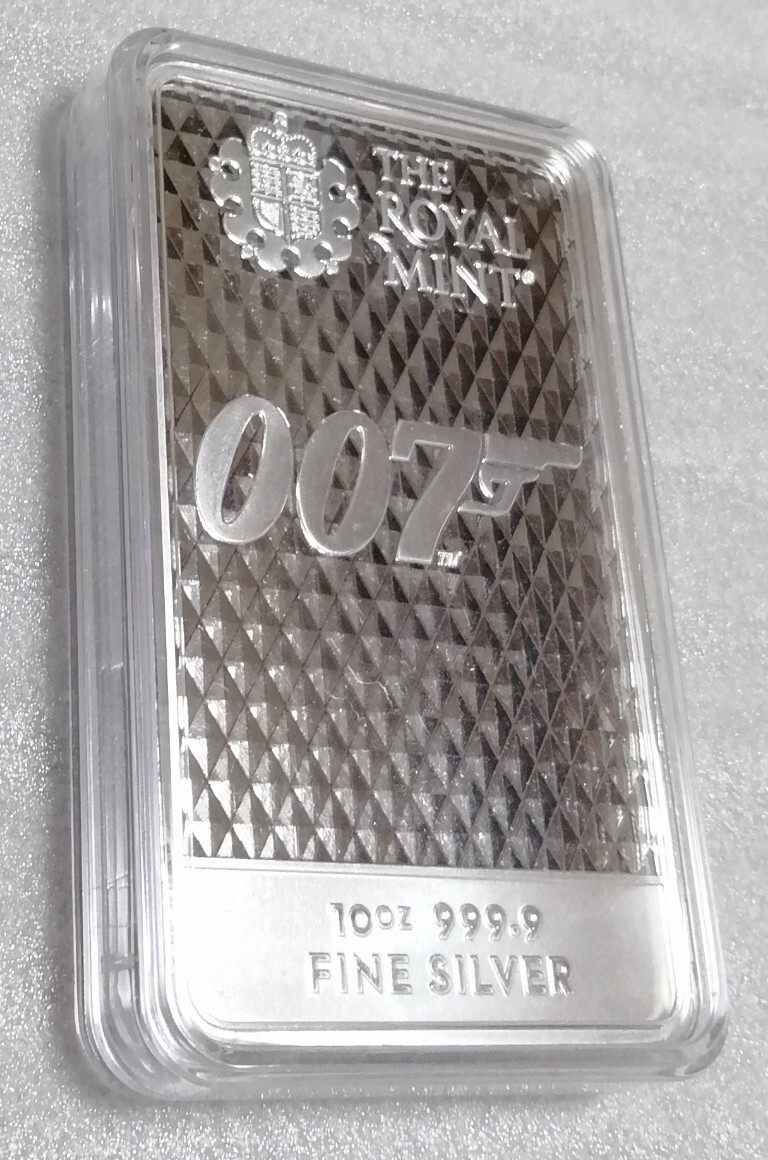 THE
ROYAL
MINT®
007
TM
10oz 999.9
FINE SILVER